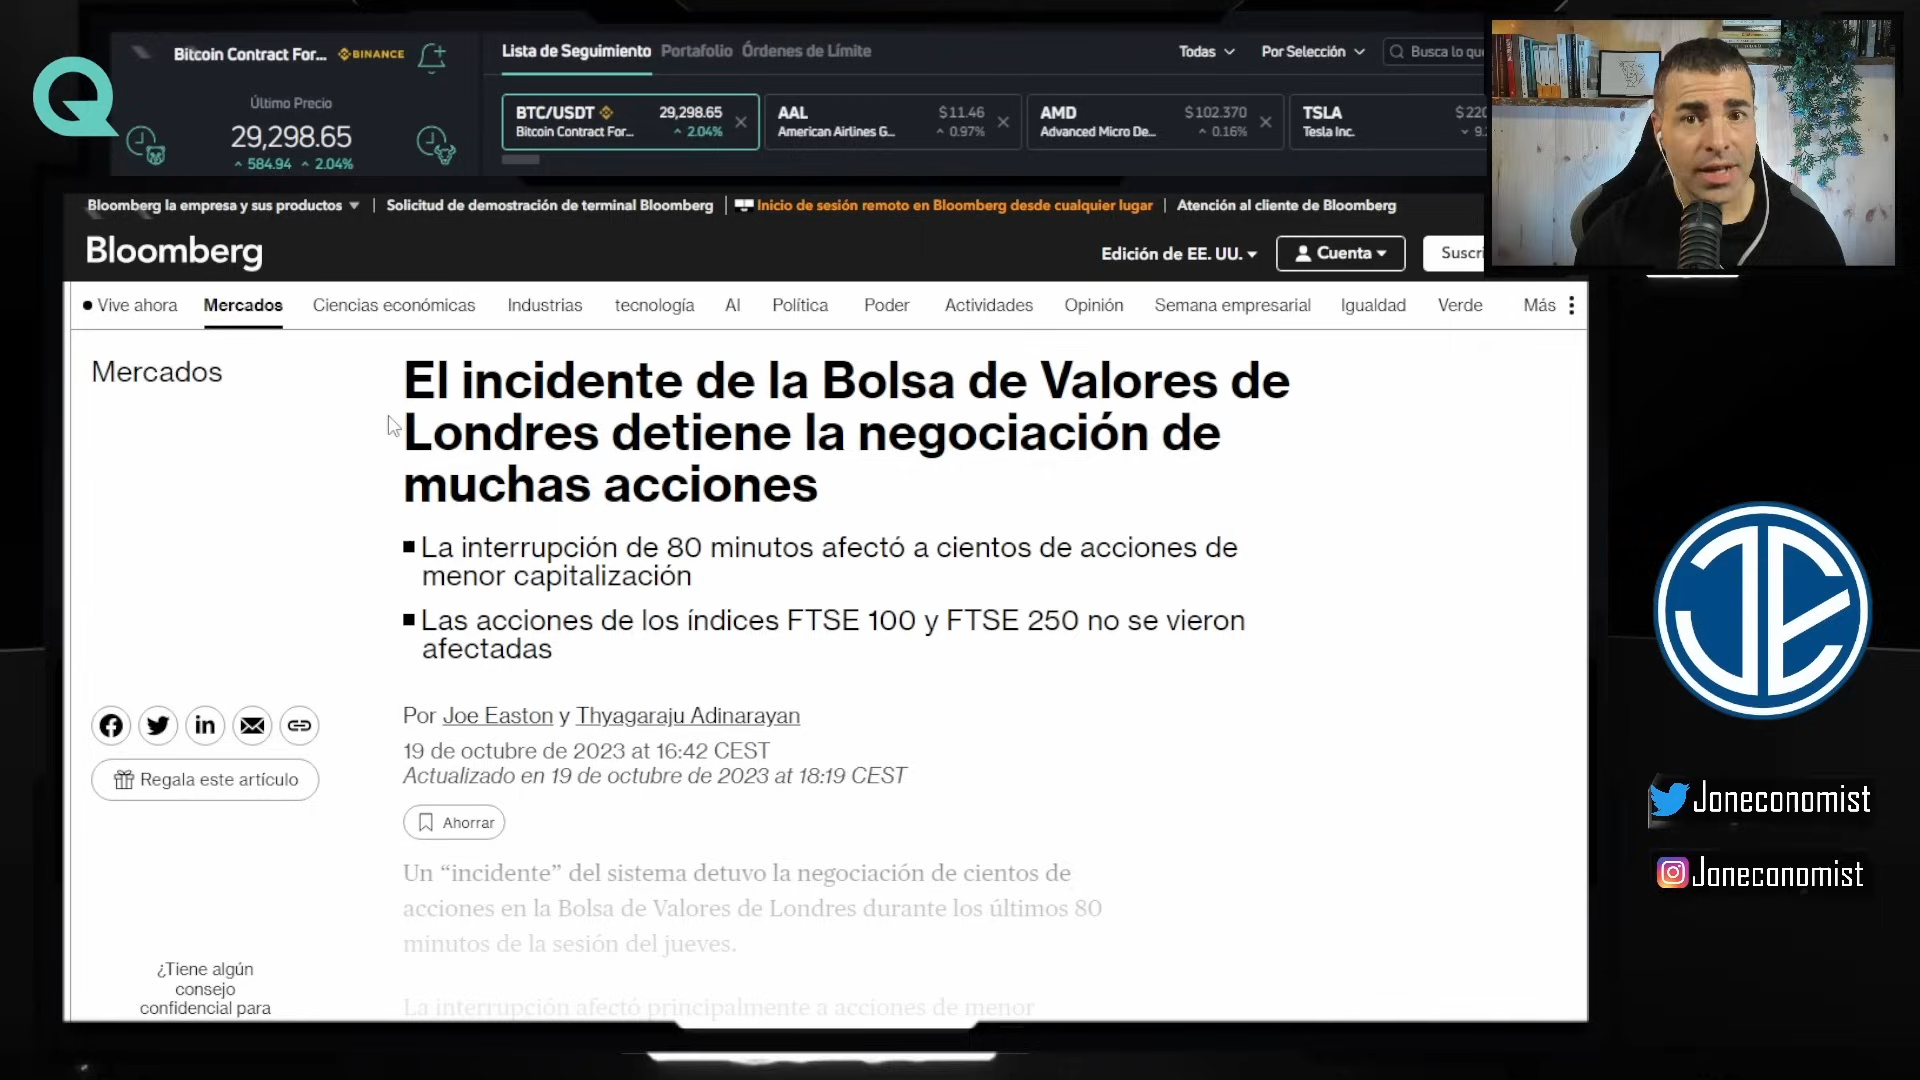 Bitcoin Contract For...
BINANCE
Último Precio
29,298.65
584.94 2.04%
Lista de Seguimiento Portafolio Órdenes de Límite
Todas
Por Selección
Busca lo qu
BTC/USDT 29,298.65
Bitcoin Contract For... 2.04%
AAL $11.46
American Airlines G... 0.97%
AMD $102.370
Advanced Micro De... 0.16%
TSLA $220
Tesla Inc. 9.
Bloomberg la empresa y sus productos | Solicitud de demostración de terminal Bloomberg | Inicio de sesión remoto en Bloomberg desde cualquier lugar | Atención al cliente de Bloomberg
Bloomberg
Edición de EE. UU.
Cuenta
Suscri
Vive ahora Mercados Ciencias económicas Industrias tecnología AI Política Poder Actividades Opinión Semana empresarial Igualdad Verde Más
Mercados
El incidente de la Bolsa de Valores de
Londres detiene la negociación de
muchas acciones
La interrupción de 80 minutos afectó a cientos de acciones de
menor capitalización
Las acciones de los índices FTSE 100 y FTSE 250 no se vieron
afectadas
Por Joe Easton y Thyagaraju Adinarayan
19 de octubre de 2023 at 16:42 CEST
Actualizado en 19 de octubre de 2023 at 18:19 CEST
Regala este artículo
Ahorrar
Un “incidente” del sistema detuvo la negociación de cientos de
acciones en la Bolsa de Valores de Londres durante los últimos 80
minutos de la sesión del jueves.
La interrupción afectó principalmente a acciones de menor
¿Tiene algún
consejo
confidencial para
JE
Joneconomist
Joneconomist